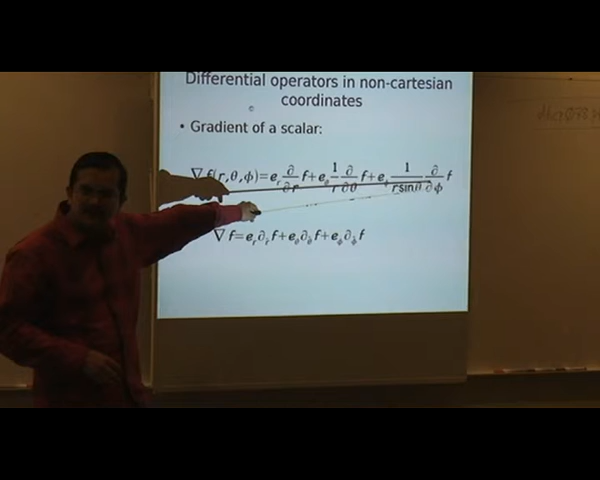 Differential operators in non-cartesian
coordinates
• Gradient of a scalar:
∇ f(r,θ,ϕ)=e_r ∂/∂r f+e_θ 1/r ∂/∂θ f+e_ϕ 1/(r sinθ) ∂/∂ϕ f
∇ f=e_r̂ ∂_r̂ f+e_θ̂ ∂_θ̂ f+e_ϕ̂ ∂_ϕ̂ f